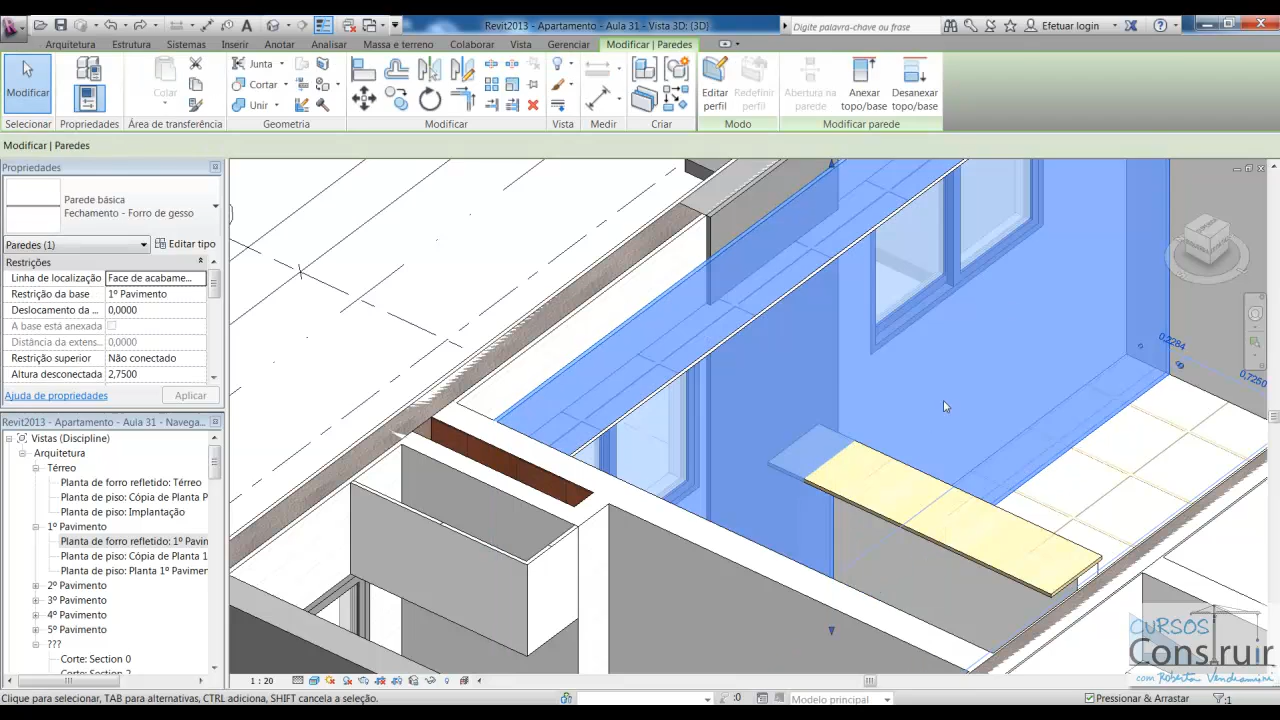 Revit2013 - Apartamento - Aula 31 - Vista 3D: {3D}
Digite palavra-chave ou frase
Efetuar login
Arquitetura
Estrutura
Sistemas
Inserir
Anotar
Analisar
Massa e terreno
Colaborar
Vista
Gerenciar
Modificar | Paredes
Modificar
Colar
Junta
Cortar
Unir
Editar perfil
Redefinir perfil
Abertura na parede
Anexar topo/base
Desanexar topo/base
Selecionar
Propriedades
Área de transferência
Geometria
Modificar
Vista
Medir
Criar
Modo
Modificar parede
Modificar | Paredes
Propriedades
Parede básica
Fechamento - Forro de gesso
Paredes (1)
Editar tipo
Restrições
Linha de localização
Face de acabame...
Restrição da base
1º Pavimento
Deslocamento da ...
0,0000
A base está anexada
Distância da extens...
0,0000
Restrição superior
Não conectado
Altura desconectada
2,7500
Ajuda de propriedades
Aplicar
Revit2013 - Apartamento - Aula 31 - Navega...
Vistas (Discipline)
Arquitetura
Térreo
Planta de forro refletido: Térreo
Planta de piso: Cópia de Planta P
Planta de piso: Implantação
1º Pavimento
Planta de forro refletido: 1º Pavin
Planta de piso: Cópia de Planta 1
Planta de piso: Planta 1º Pavimen
2º Pavimento
3º Pavimento
4º Pavimento
5º Pavimento
???
Corte: Section 0
Corte: Section 2
0,2284
0,7250
CURSOS
Construir
com Roberta Vendramini
1 : 20
Clique para selecionar, TAB para alternativas, CTRL adiciona, SHIFT cancela a seleção.
:0
Modelo principal
Pressionar & Arrastar
:1